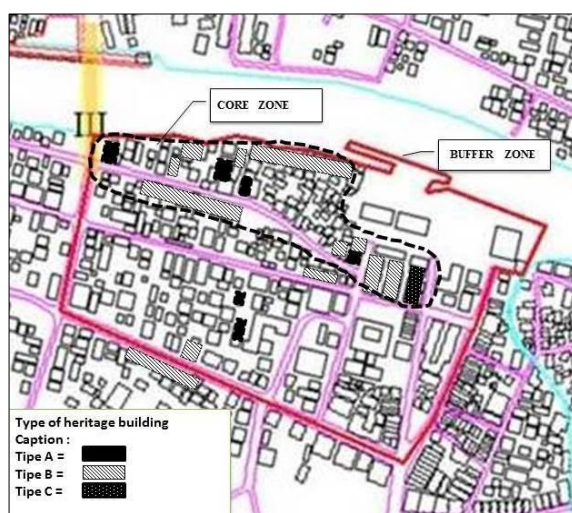 CORE ZONE
BUFFER ZONE
III
Type of heritage building
Caption :
Tipe A =
Tipe B =
Tipe C =